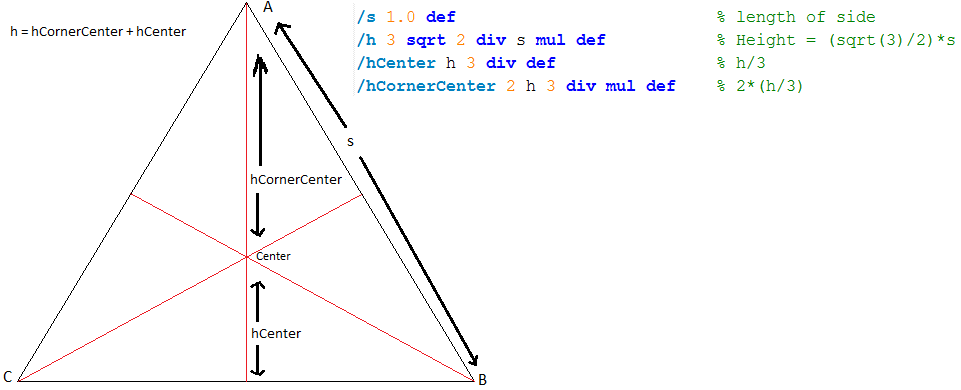 A
h = hCornerCenter + hCenter
/s 1.0 def % length of side
/h 3 sqrt 2 div s mul def % Height = (sqrt(3)/2)*s
/hCenter h 3 div def % h/3
/hCornerCenter 2 h 3 div mul def % 2*(h/3)
s
hCornerCenter
Center
hCenter
C
B